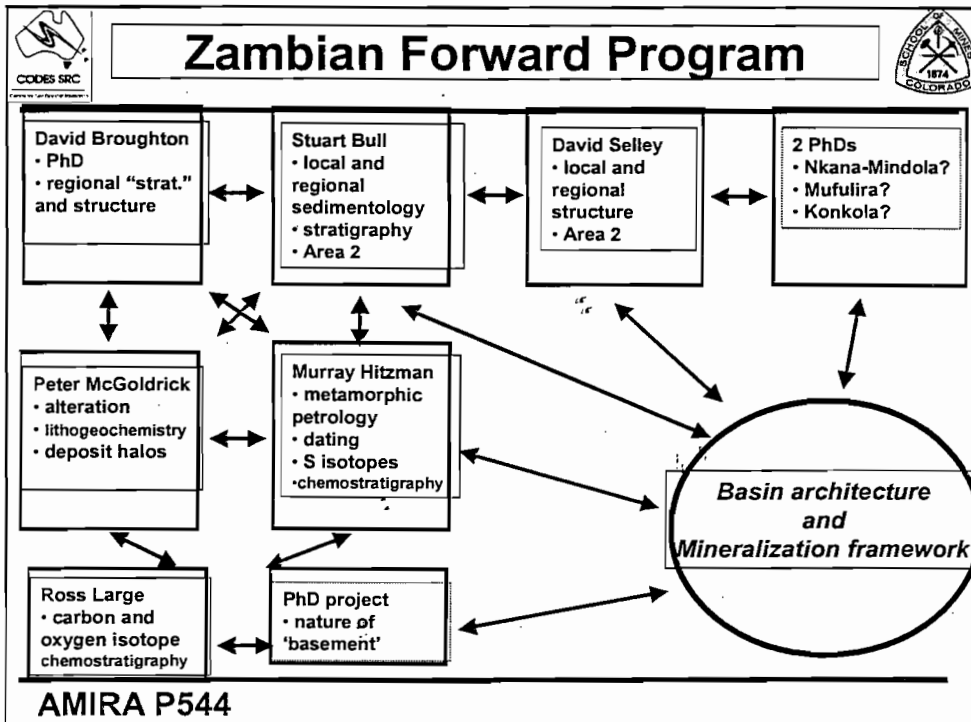 CODES SRC
Zambian Forward Program
SCHOOL OF MINES
1874
COLORADO
David Broughton
• PhD
• regional "strat."
and structure
Stuart Bull
• local and
regional
sedimentology
• stratigraphy
• Area 2
David Selley
• local and
regional
structure
• Area 2
2 PhDs
• Nkana-Mindola?
• Mufulira?
• Konkola?
Peter McGoldrick
• alteration
• lithogeochemistry
• deposit halos
Murray Hitzman
• metamorphic
petrology
• dating
• S isotopes
•chemostratigraphy
Basin architecture
and
Mineralization framework
Ross Large
• carbon and
oxygen isotope
chemostratigraphy
PhD project
• nature of
'basement'
AMIRA P544